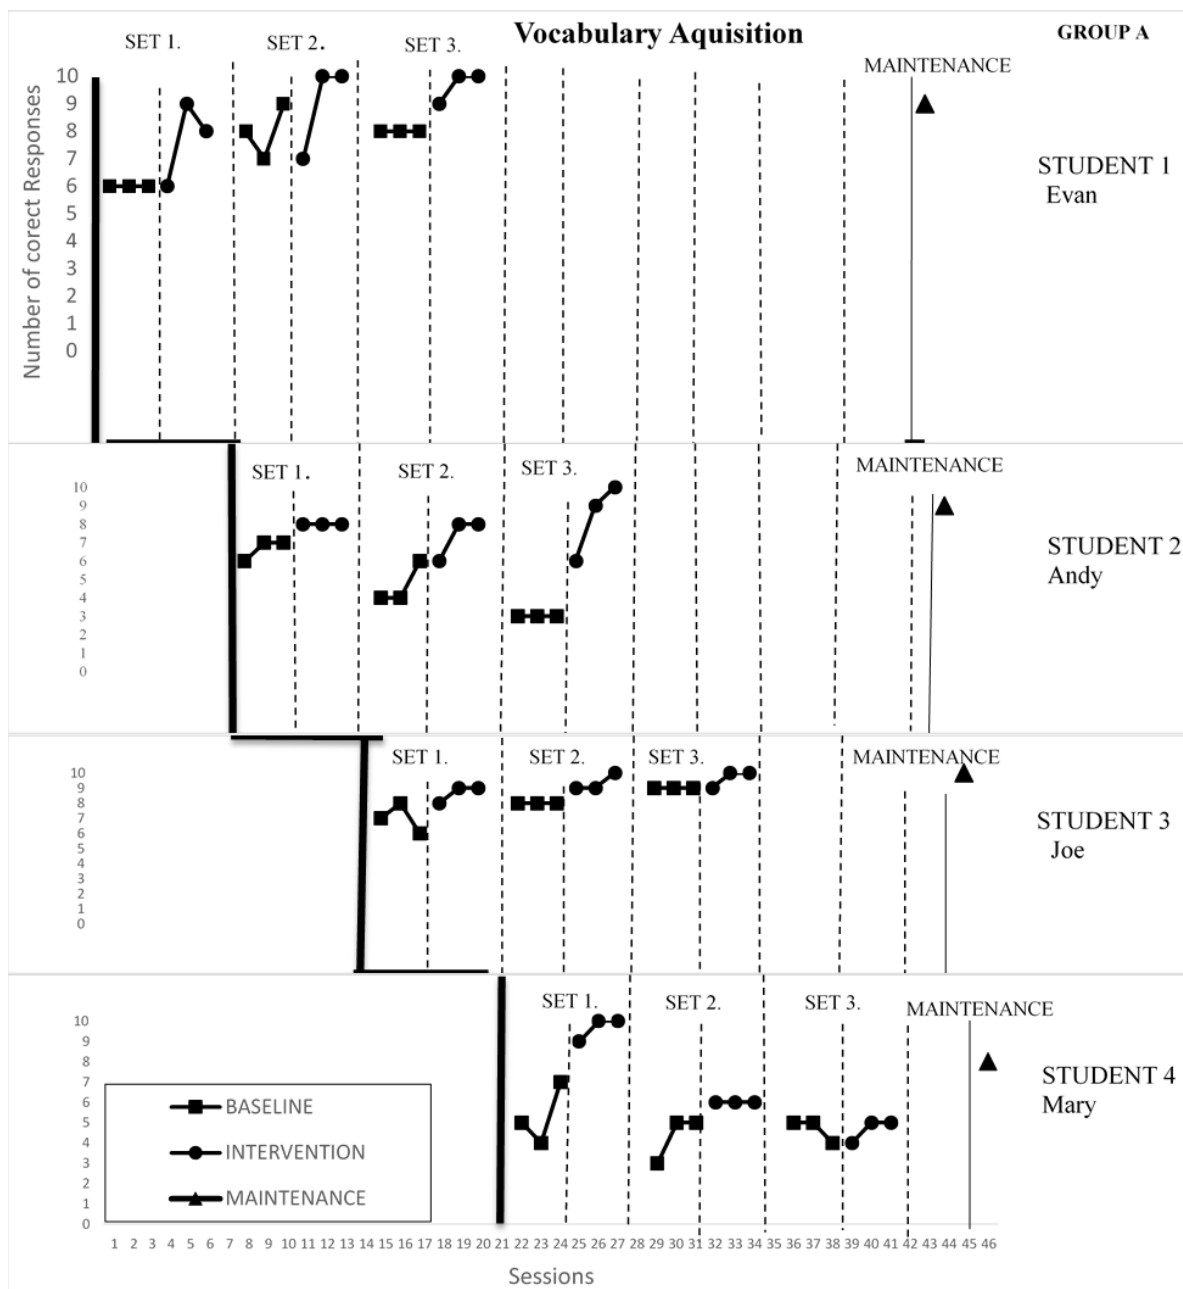 Vocabulary Aquisition
GROUP A
SET 1.
SET 2.
SET 3.
MAINTENANCE
Number of corect Responses
10
9
8
7
6
5
4
3
2
1
0
STUDENT 1
Evan
SET 1.
SET 2.
SET 3.
MAINTENANCE
10
9
8
7
6
5
4
3
2
1
0
STUDENT 2
Andy
SET 1.
SET 2.
SET 3.
MAINTENANCE
10
9
8
7
6
5
4
3
2
1
0
STUDENT 3
Joe
SET 1.
SET 2.
SET 3.
MAINTENANCE
10
9
8
7
6
5
4
3
2
1
0
STUDENT 4
Mary
BASELINE
INTERVENTION
MAINTENANCE
1 2 3 4 5 6 7 8 9 10 11 12 13 14 15 16 17 18 19 20 21 22 23 24 25 26 27 28 29 30 31 32 33 34 35 36 37 38 39 40 41 42 43 44 45 46
Sessions